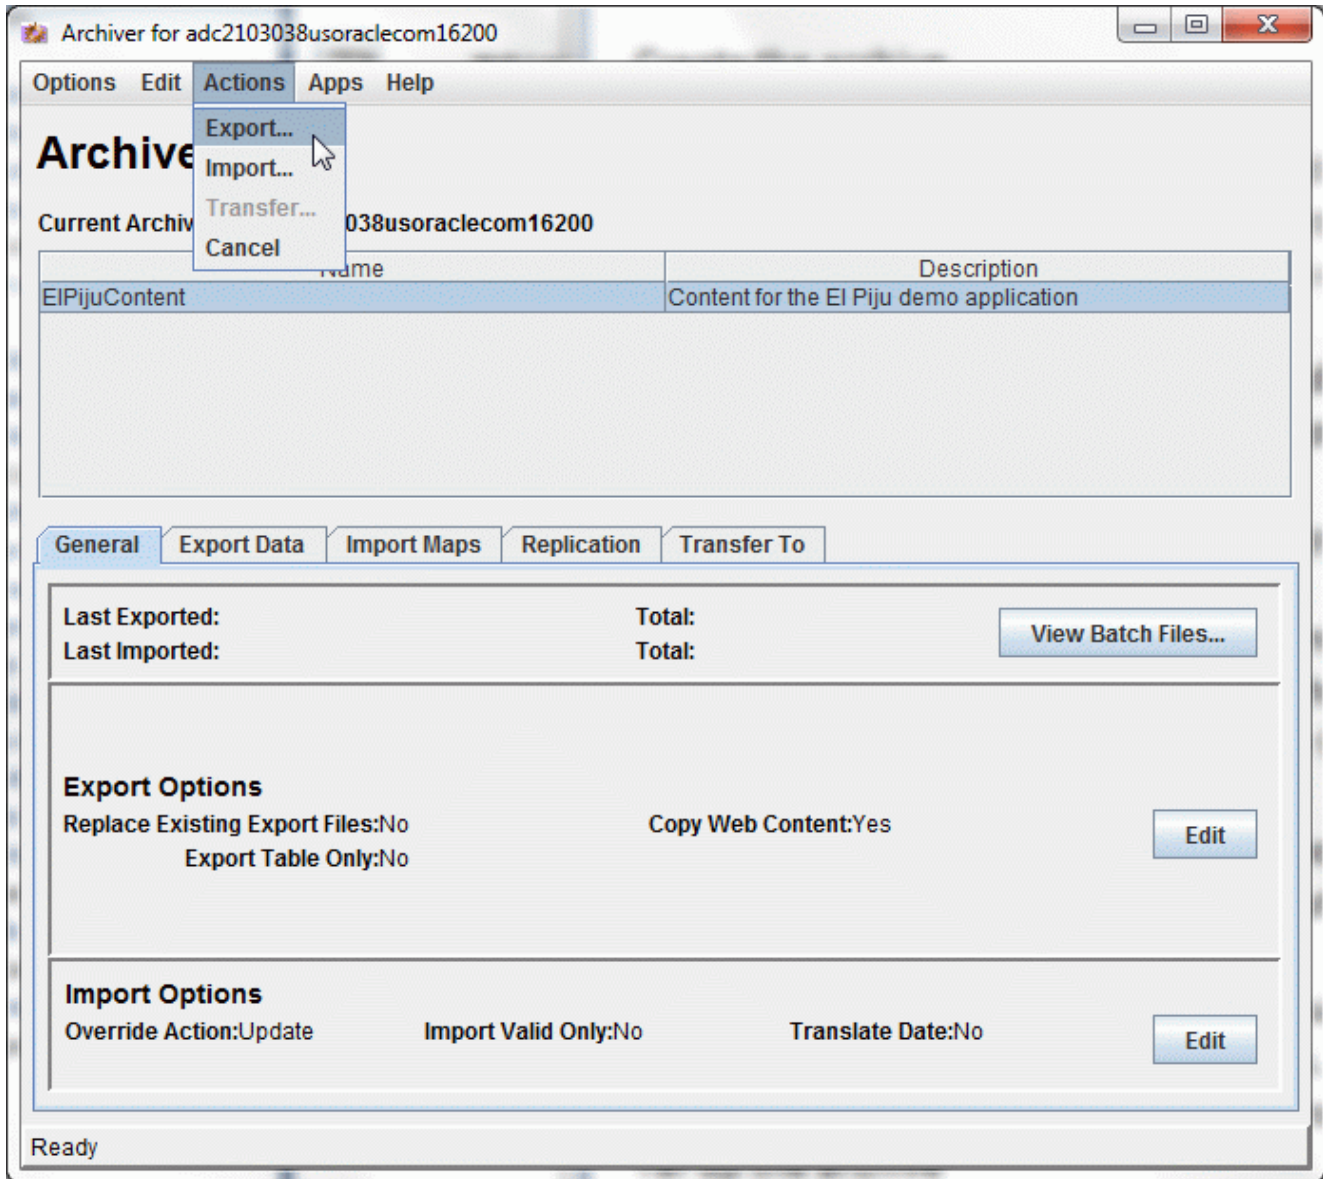 Archiver for adc2103038usoraclecom16200
Options Edit Actions Apps Help
Export...
Archive
Import...
Transfer...
Current Archiv 038usoraclecom16200
Cancel
Name Description
ElPijuContent Content for the El Piju demo application
General Export Data Import Maps Replication Transfer To
Last Exported: Total:
View Batch Files...
Last Imported: Total:
Export Options
Replace Existing Export Files:No Copy Web Content:Yes
Edit
Export Table Only:No
Import Options
Override Action:Update Import Valid Only:No Translate Date:No
Edit
Ready